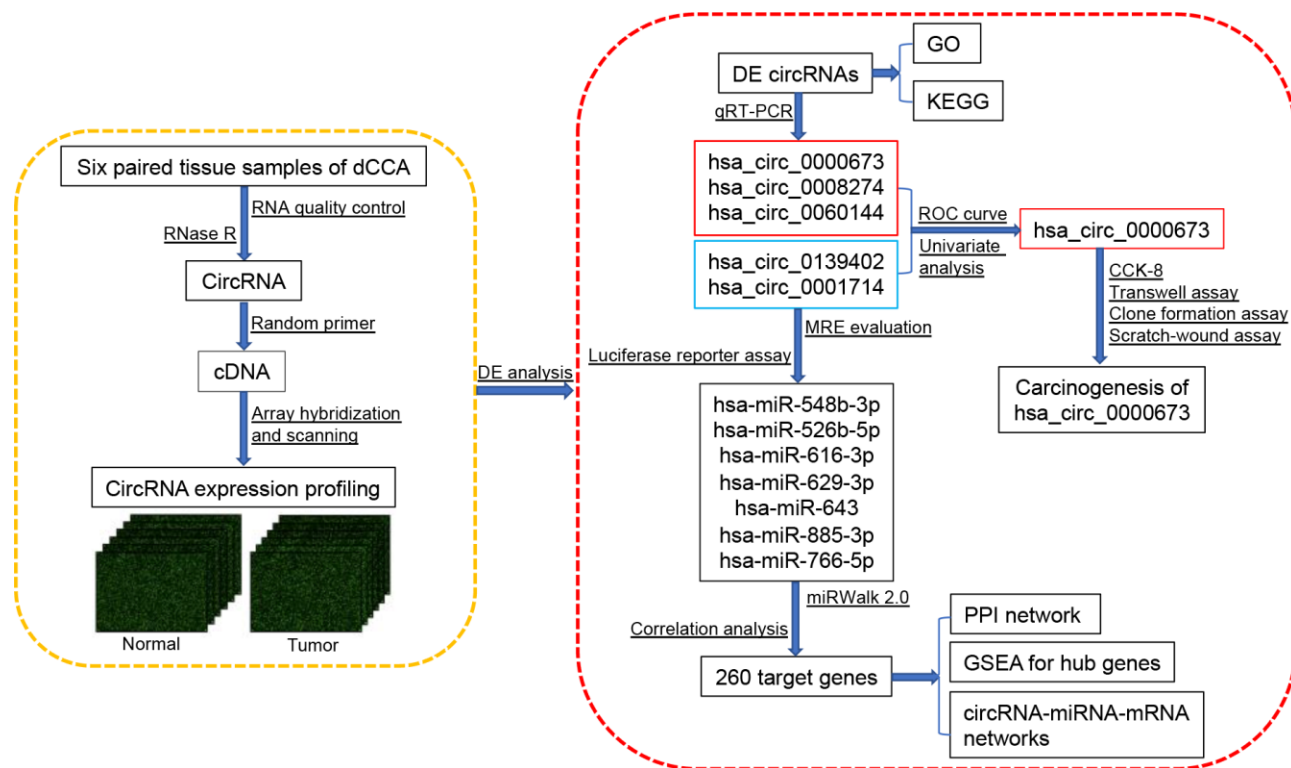 Six paired tissue samples of dCCA
RNA quality control
RNase R
CircRNA
Random primer
cDNA
Array hybridization
and scanning
CircRNA expression profiling
Normal
Tumor
DE analysis
DE circRNAs
GO
KEGG
qRT-PCR
hsa_circ_0000673
hsa_circ_0008274
hsa_circ_0060144
hsa_circ_0139402
hsa_circ_0001714
ROC curve
Univariate
analysis
hsa_circ_0000673
CCK-8
Transwell assay
Clone formation assay
Scratch-wound assay
Carcinogenesis of
hsa_circ_0000673
MRE evaluation
Luciferase reporter assay
hsa-miR-548b-3p
hsa-miR-526b-5p
hsa-miR-616-3p
hsa-miR-629-3p
hsa-miR-643
hsa-miR-885-3p
hsa-miR-766-5p
miRWalk 2.0
Correlation analysis
260 target genes
PPI network
GSEA for hub genes
circRNA-miRNA-mRNA
networks